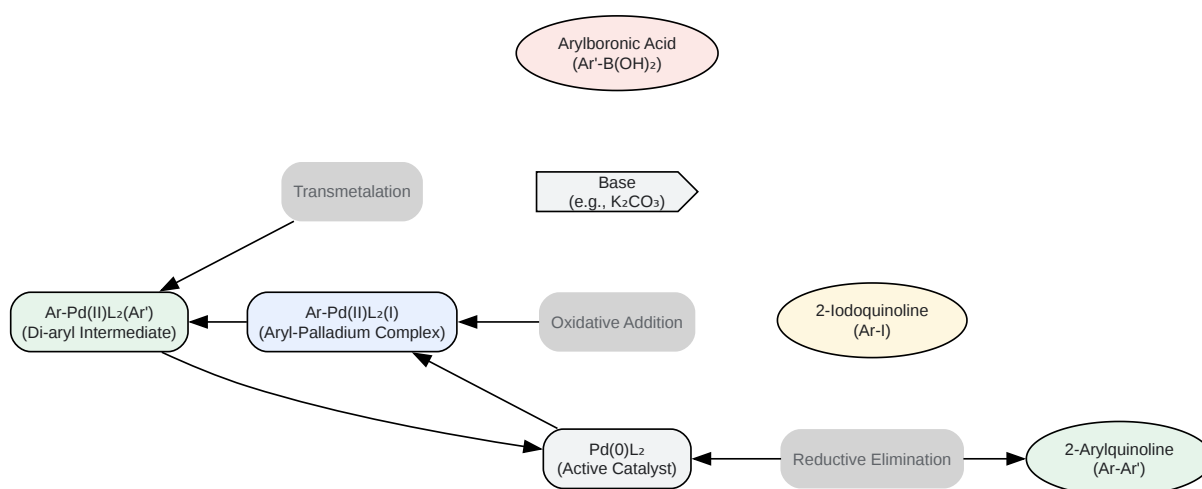 Arylboronic Acid
(Ar'-B(OH)₂)
Transmetalation
Base
(e.g., K₂CO₃)
Ar-Pd(II)L₂(Ar')
(Di-aryl Intermediate)
Ar-Pd(II)L₂(I)
(Aryl-Palladium Complex)
Oxidative Addition
2-Iodoquinoline
(Ar-I)
Pd(0)L₂
(Active Catalyst)
Reductive Elimination
2-Arylquinoline
(Ar-Ar')